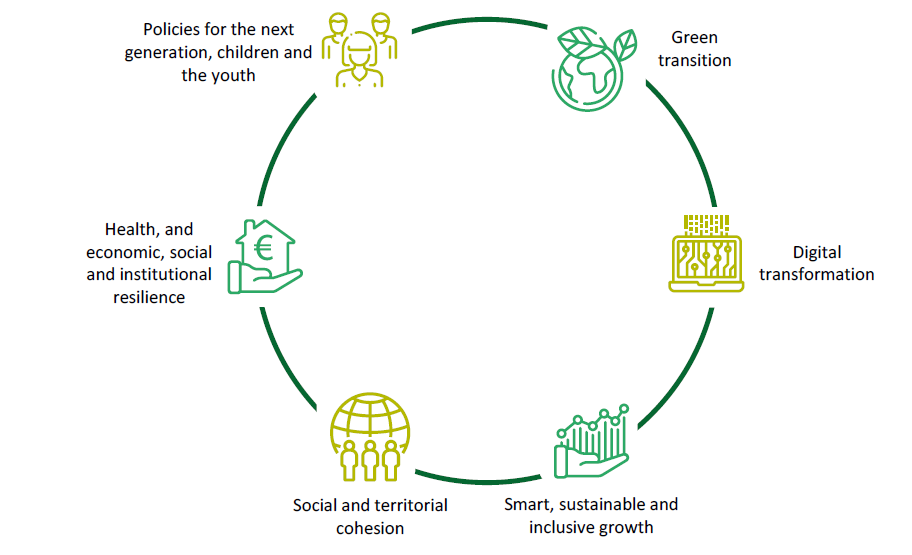 Policies for the next
generation, children and
the youth
Green
transition
Health, and
economic, social
and institutional
resilience
€
Digital
transformation
Social and territorial
cohesion
Smart, sustainable and
inclusive growth